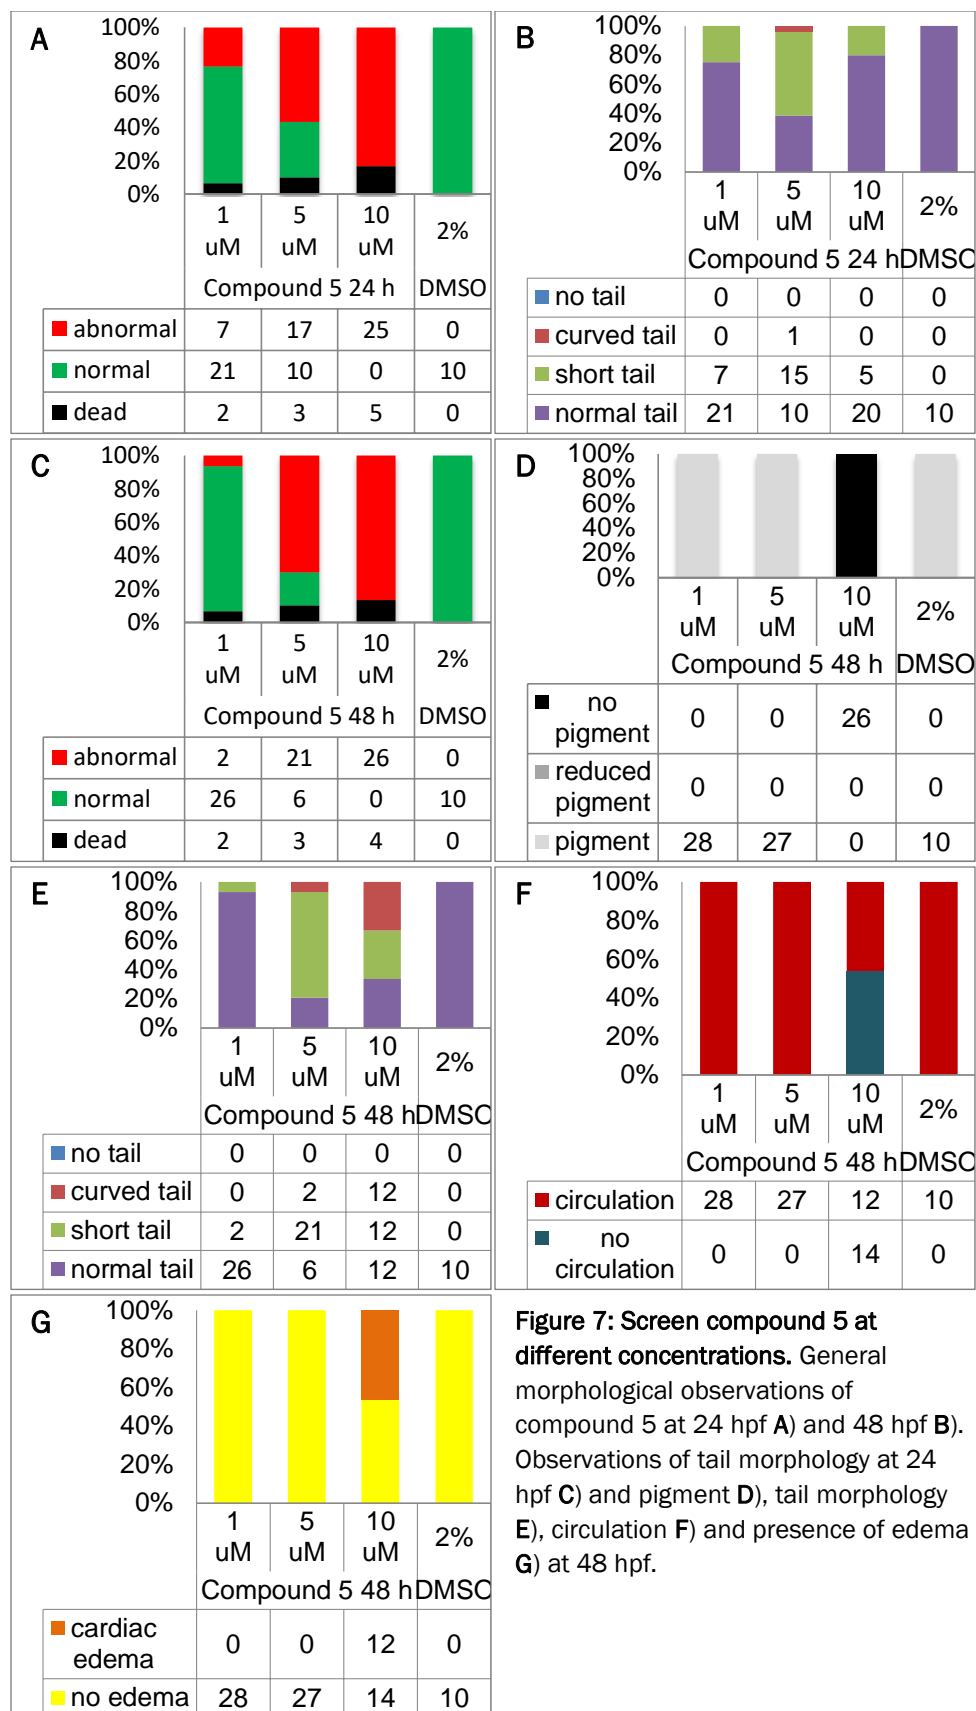 A
100%
80%
60%
40%
20%
0%
1 uM 5 uM 10 uM 2%
Compound 5 24 h DMSO
abnormal 7 17 25 0
normal 21 10 0 10
dead 2 3 5 0
B
100%
80%
60%
40%
20%
0%
1 uM 5 uM 10 uM 2%
Compound 5 24 h DMSO
no tail 0 0 0 0
curved tail 0 1 0 0
short tail 7 15 5 0
normal tail 21 10 20 10
C
100%
80%
60%
40%
20%
0%
1 uM 5 uM 10 uM 2%
Compound 5 48 h DMSO
abnormal 2 21 26 0
normal 26 6 0 10
dead 2 3 4 0
D
100%
80%
60%
40%
20%
0%
1 uM 5 uM 10 uM 2%
Compound 5 48 h DMSO
no pigment 0 0 26 0
reduced pigment 0 0 0 0
pigment 28 27 0 10
E
100%
80%
60%
40%
20%
0%
1 uM 5 uM 10 uM 2%
Compound 5 48 h DMSO
no tail 0 0 0 0
curved tail 0 2 12 0
short tail 2 21 12 0
normal tail 26 6 12 10
F
100%
80%
60%
40%
20%
0%
1 uM 5 uM 10 uM 2%
Compound 5 48 h DMSO
circulation 28 27 12 10
no circulation 0 0 14 0
G
100%
80%
60%
40%
20%
0%
1 uM 5 uM 10 uM 2%
Compound 5 48 h DMSO
cardiac edema 0 0 12 0
no edema 28 27 14 10
Figure 7: Screen compound 5 at
different concentrations. General
morphological observations of
compound 5 at 24 hpf A) and 48 hpf B).
Observations of tail morphology at 24
hpf C) and pigment D), tail morphology
E), circulation F) and presence of edema
G) at 48 hpf.